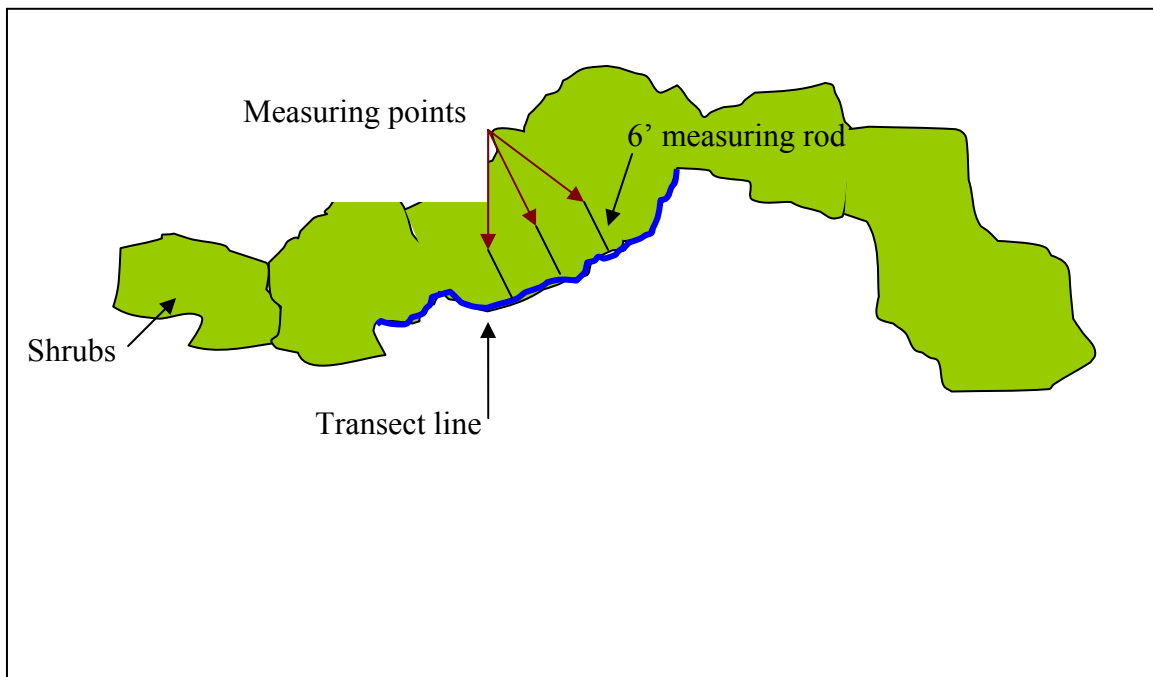 Measuring points
6’ measuring rod
Shrubs
Transect line